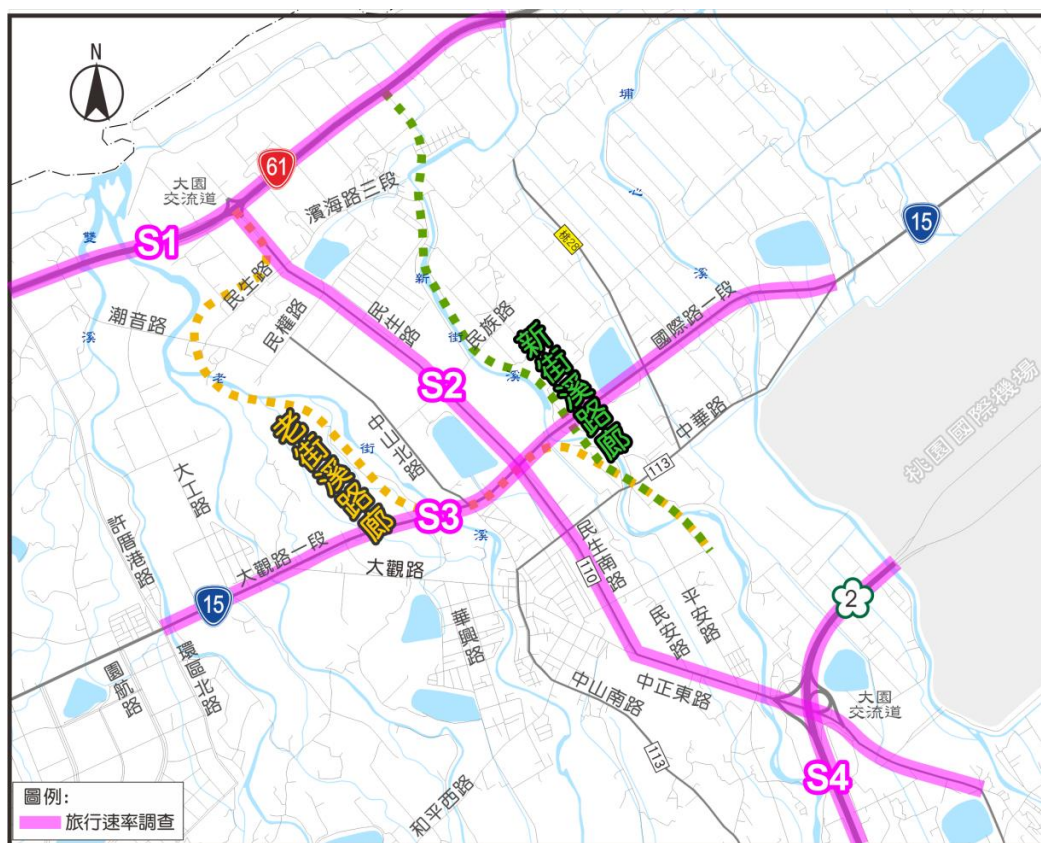 N
大園
交流道
61
濱海路三段
埔
心
溪
15
桃28
S1
雙
溪
潮音路
民生路
民權路
民生路
新
街
溪
民族路
國際路一段
新街溪路廊
S2
老
街
溪
中山北路
老街溪路廊
中華路
113
桃園國際機場
大工路
許厝港路
S3
大觀路一段
大觀路
15
民生南路
110
平安路
民安路
2
華興路
園航路
環區北路
中山南路
中正東路
大園
交流道
113
S4
和平西路
圖例:
旅行速率調查